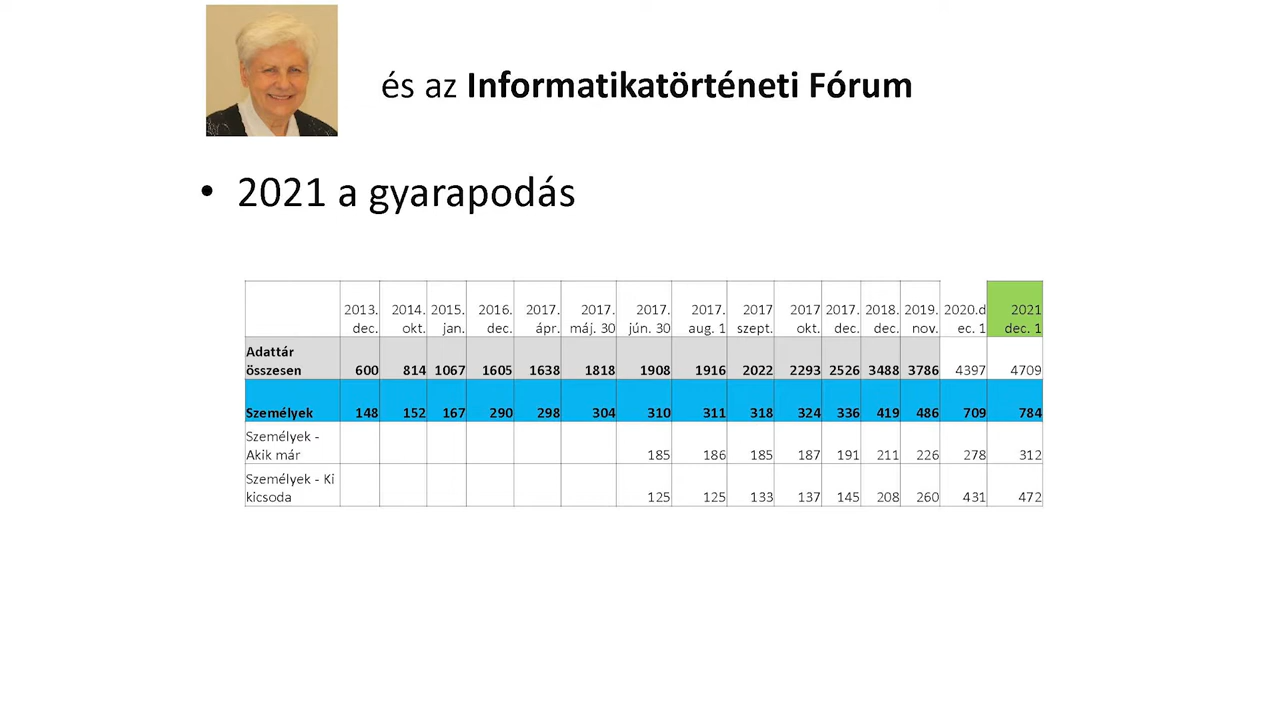 és az Informatikatörténeti Fórum
• 2021 a gyarapodás
2013. 2014. 2015. 2016. 2017. 2017. 2017. 2017. 2017 2017 2017. 2018. 2019. 2020.d 2021
dec. okt. jan. dec. ápr. máj. 30 jún. 30 aug. 1 szept. okt. dec. dec. nov. ec. 1 dec. 1
Adattár
összesen 600 814 1067 1605 1638 1818 1908 1916 2022 2293 2526 3488 3786 4397 4709
Személyek 148 152 167 290 298 304 310 311 318 324 336 419 486 709 784
Személyek -
Akik már 185 186 185 187 191 211 226 278 312
Személyek - Ki
kicsoda 125 125 133 137 145 208 260 431 472